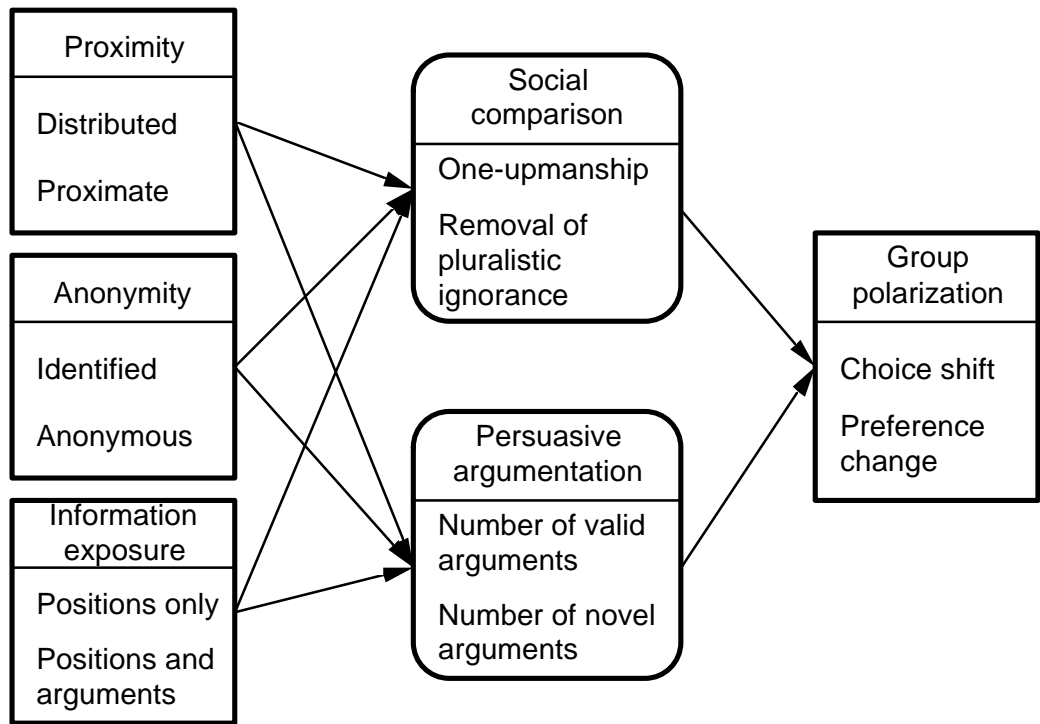 Proximity
Distributed
Proximate
Anonymity
Identified
Anonymous
Information
exposure
Positions only
Positions and
arguments
Social
comparison
One-upmanship
Removal of
pluralistic
ignorance
Persuasive
argumentation
Number of valid
arguments
Number of novel
arguments
Group
polarization
Choice shift
Preference
change